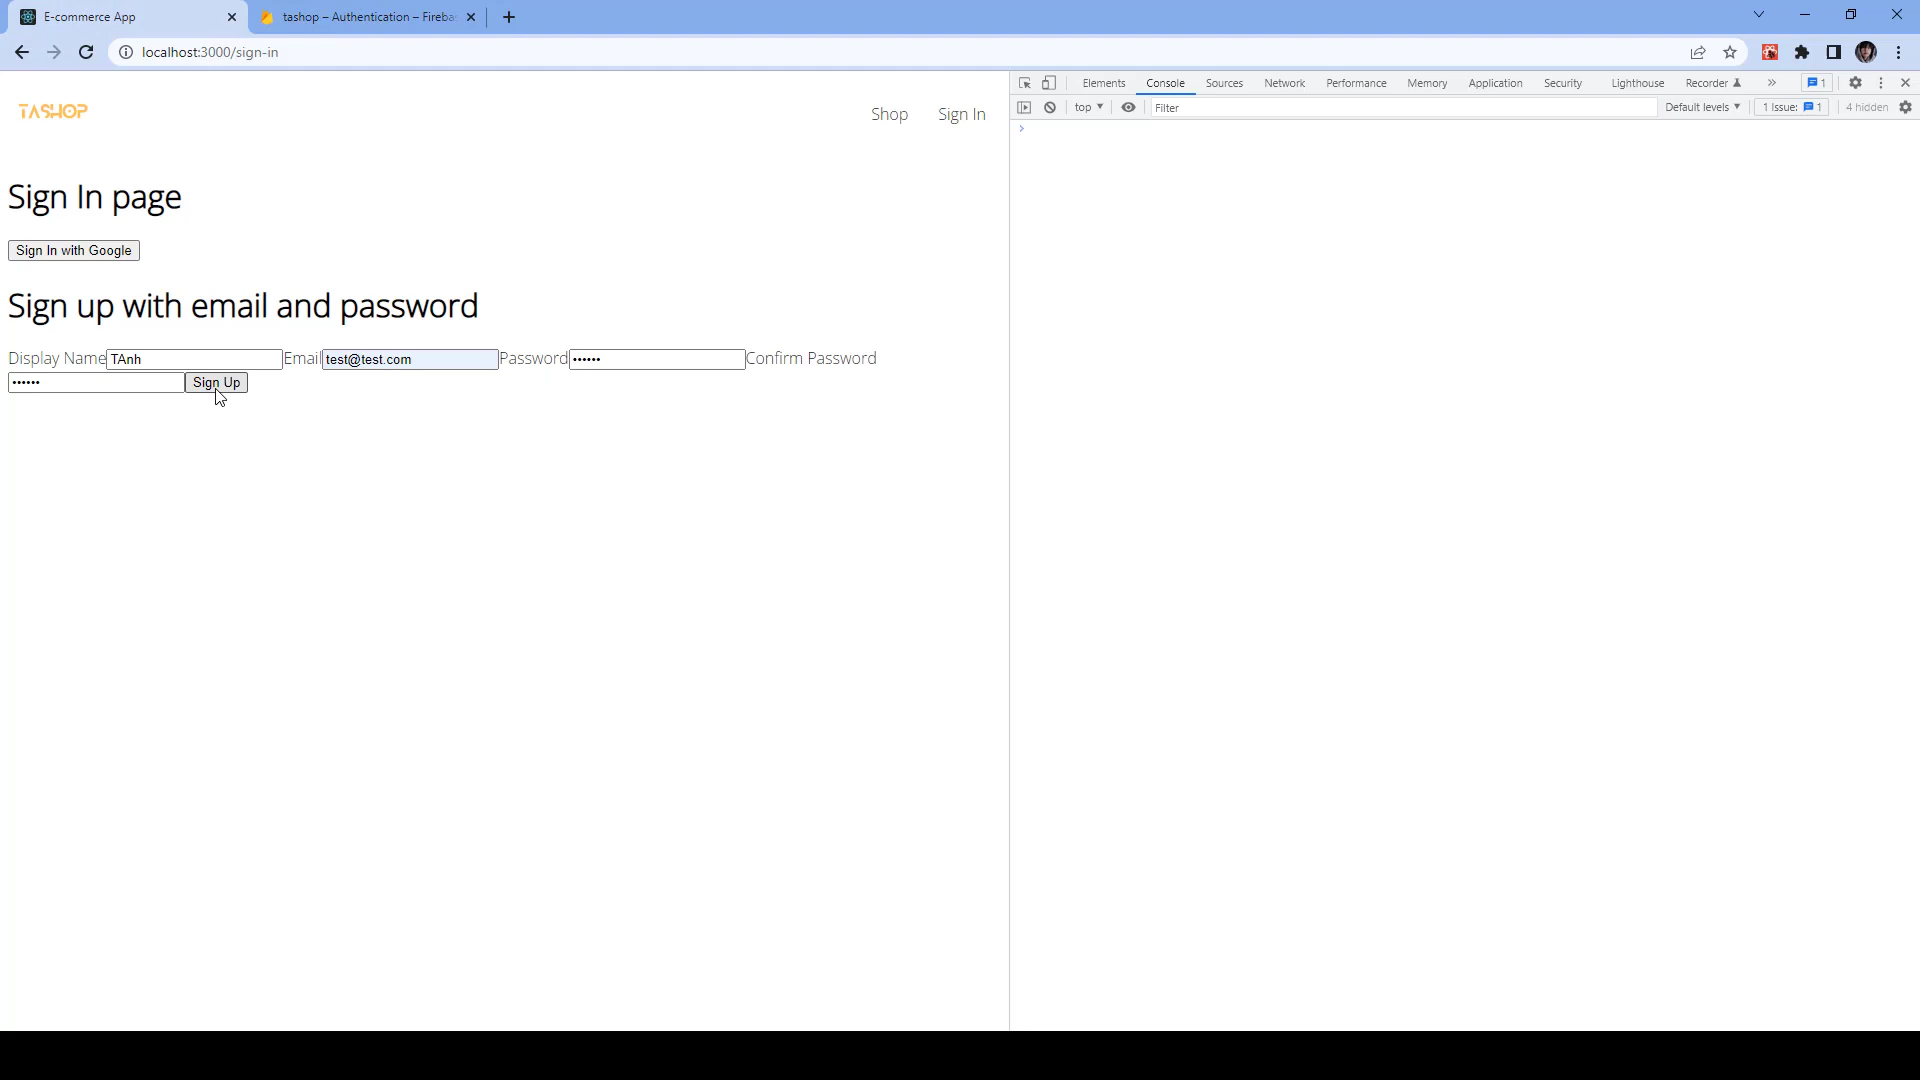 E-commerce App
tashop – Authentication – Fireba
localhost:3000/sign-in
TASHOP
Shop
Sign In
Sign In page
Sign In with Google
Sign up with email and password
Display Name TAnh Email test@test.com Password •••••• Confirm Password
•••••• Sign Up
Elements Console Sources Network Performance Memory Application Security Lighthouse Recorder » 1
top Filter Default levels 1 Issue: 1 4 hidden